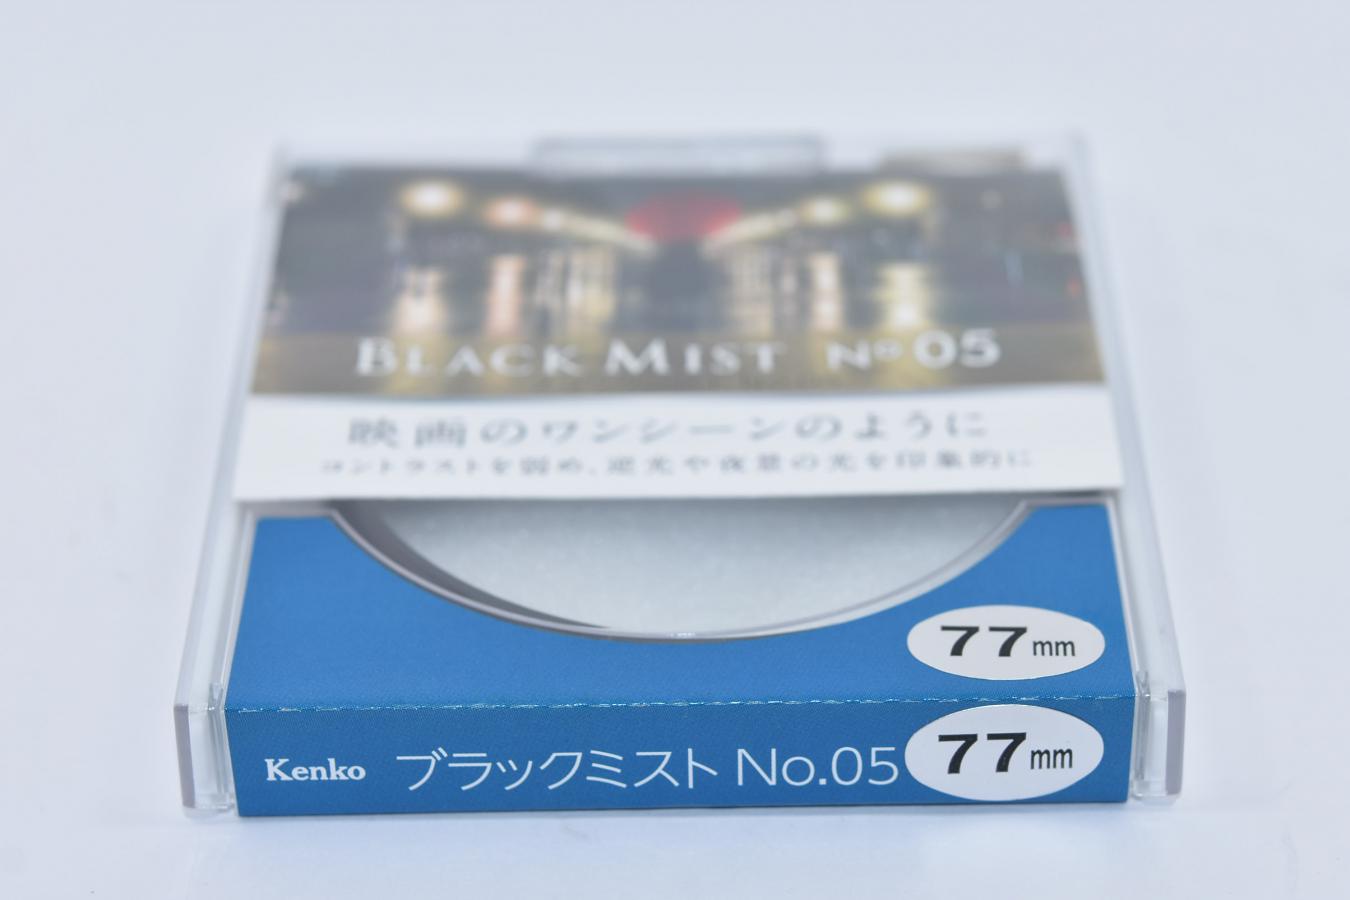 BLACK MIST No 05
映画のワンシーンのように
コントラストを弱め、逆光や夜景の光を印象的に
77mm
Kenko ブラックミスト No.05 77mm